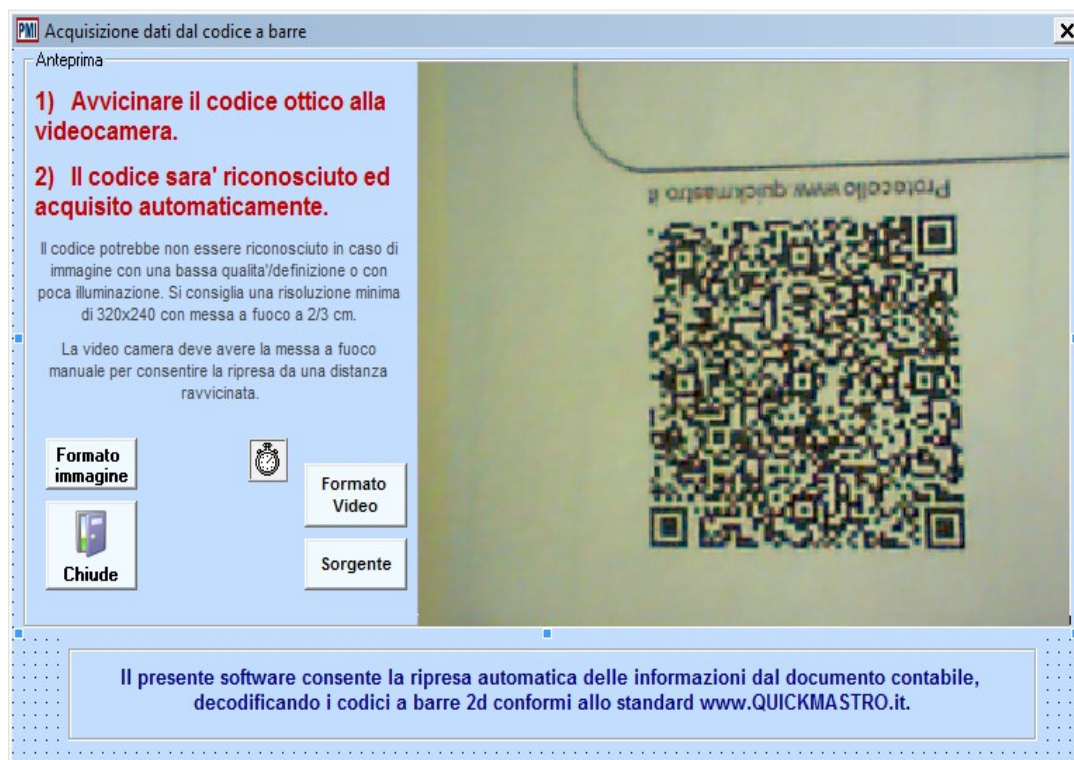 PMI Acquisizione dati dal codice a barre
Anteprima
1) Avvicinare il codice ottico alla
videocamera.
2) Il codice sara' riconosciuto ed
acquisito automaticamente.
Il codice potrebbe non essere riconosciuto in caso di
immagine con una bassa qualita'/definizione o con
poca illuminazione. Si consiglia una risoluzione minima
di 320x240 con messa a fuoco a 2/3 cm.
La video camera deve avere la messa a fuoco
manuale per consentire la ripresa da una distanza
ravvicinata.
Formato
immagine
Formato
Video
Chiude
Sorgente
Protocollo www.quickmastro.it
Il presente software consente la ripresa automatica delle informazioni dal documento contabile,
decodificando i codici a barre 2d conformi allo standard www.QUICKMASTRO.it.